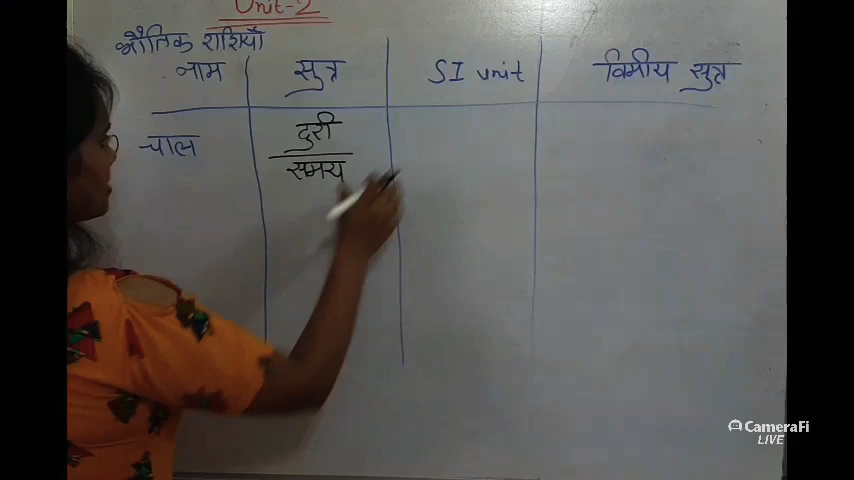 Unit-2
भौतिक राशियाँ
नाम सुत्र SI unit विमीय सुत्र
चाल दुरी
समय
CameraFi
LIVE